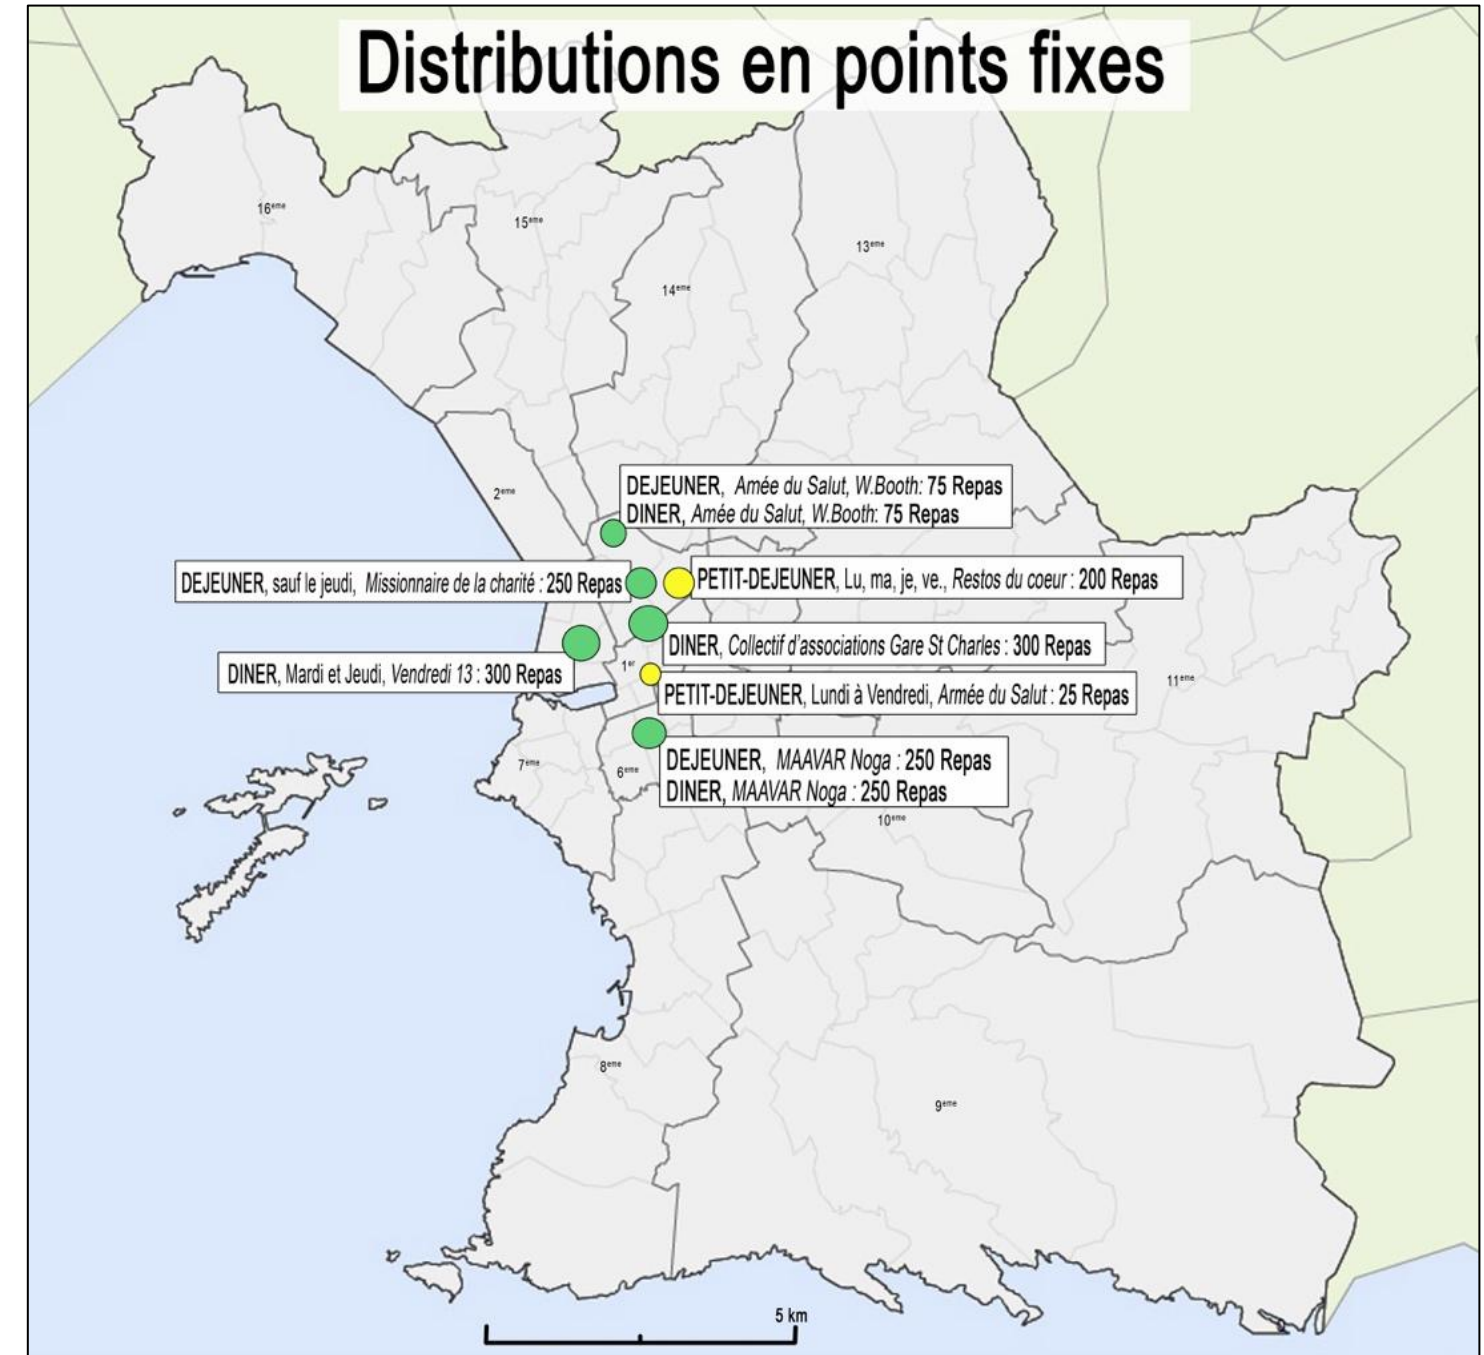 Distributions en points fixes
16eme
15eme
13eme
14eme
2eme
DEJEUNER, Amée du Salut, W.Booth: 75 Repas
DINER, Amée du Salut, W.Booth: 75 Repas
DEJEUNER, sauf le jeudi, Missionnaire de la charité : 250 Repas
PETIT-DEJEUNER, Lu, ma, je, ve., Restos du coeur : 200 Repas
DINER, Collectif d'associations Gare St Charles : 300 Repas
DINER, Mardi et Jeudi, Vendredi 13 : 300 Repas
1er
11eme
PETIT-DEJEUNER, Lundi à Vendredi, Armée du Salut : 25 Repas
7eme
6eme
DEJEUNER, MAAVAR Noga : 250 Repas
DINER, MAAVAR Noga : 250 Repas
10eme
8eme
9eme
5 km